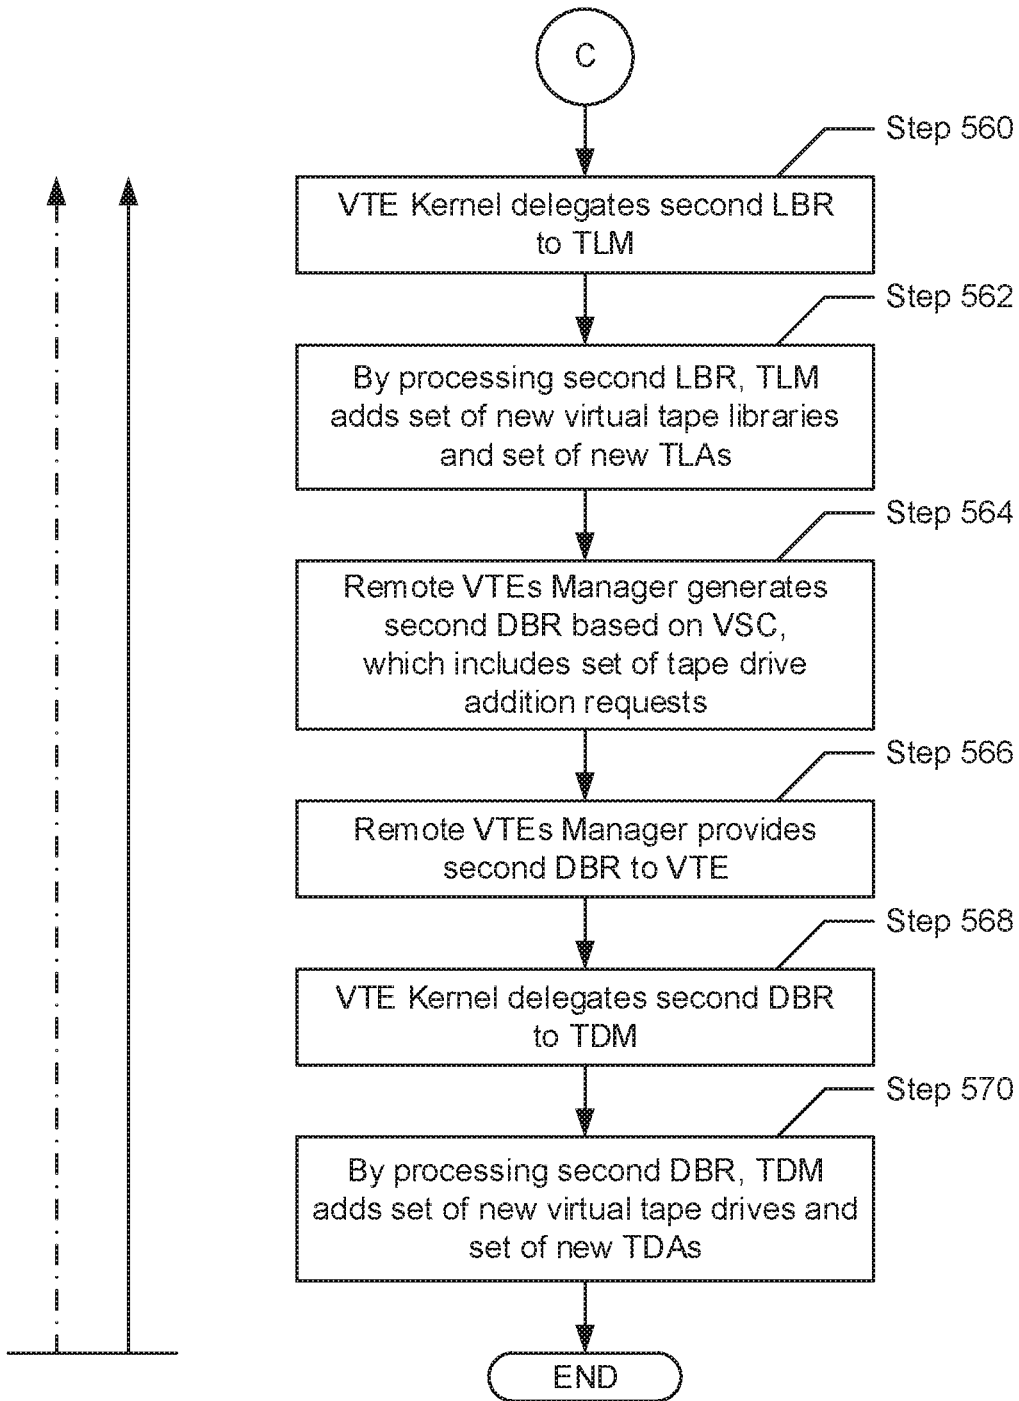 C
Step 560
VTE Kernel delegates second LBR
to TLM
Step 562
By processing second LBR, TLM
adds set of new virtual tape libraries
and set of new TLAs
Step 564
Remote VTEs Manager generates
second DBR based on VSC,
which includes set of tape drive
addition requests
Step 566
Remote VTEs Manager provides
second DBR to VTE
Step 568
VTE Kernel delegates second DBR
to TDM
Step 570
By processing second DBR, TDM
adds set of new virtual tape drives and
set of new TDAs
END